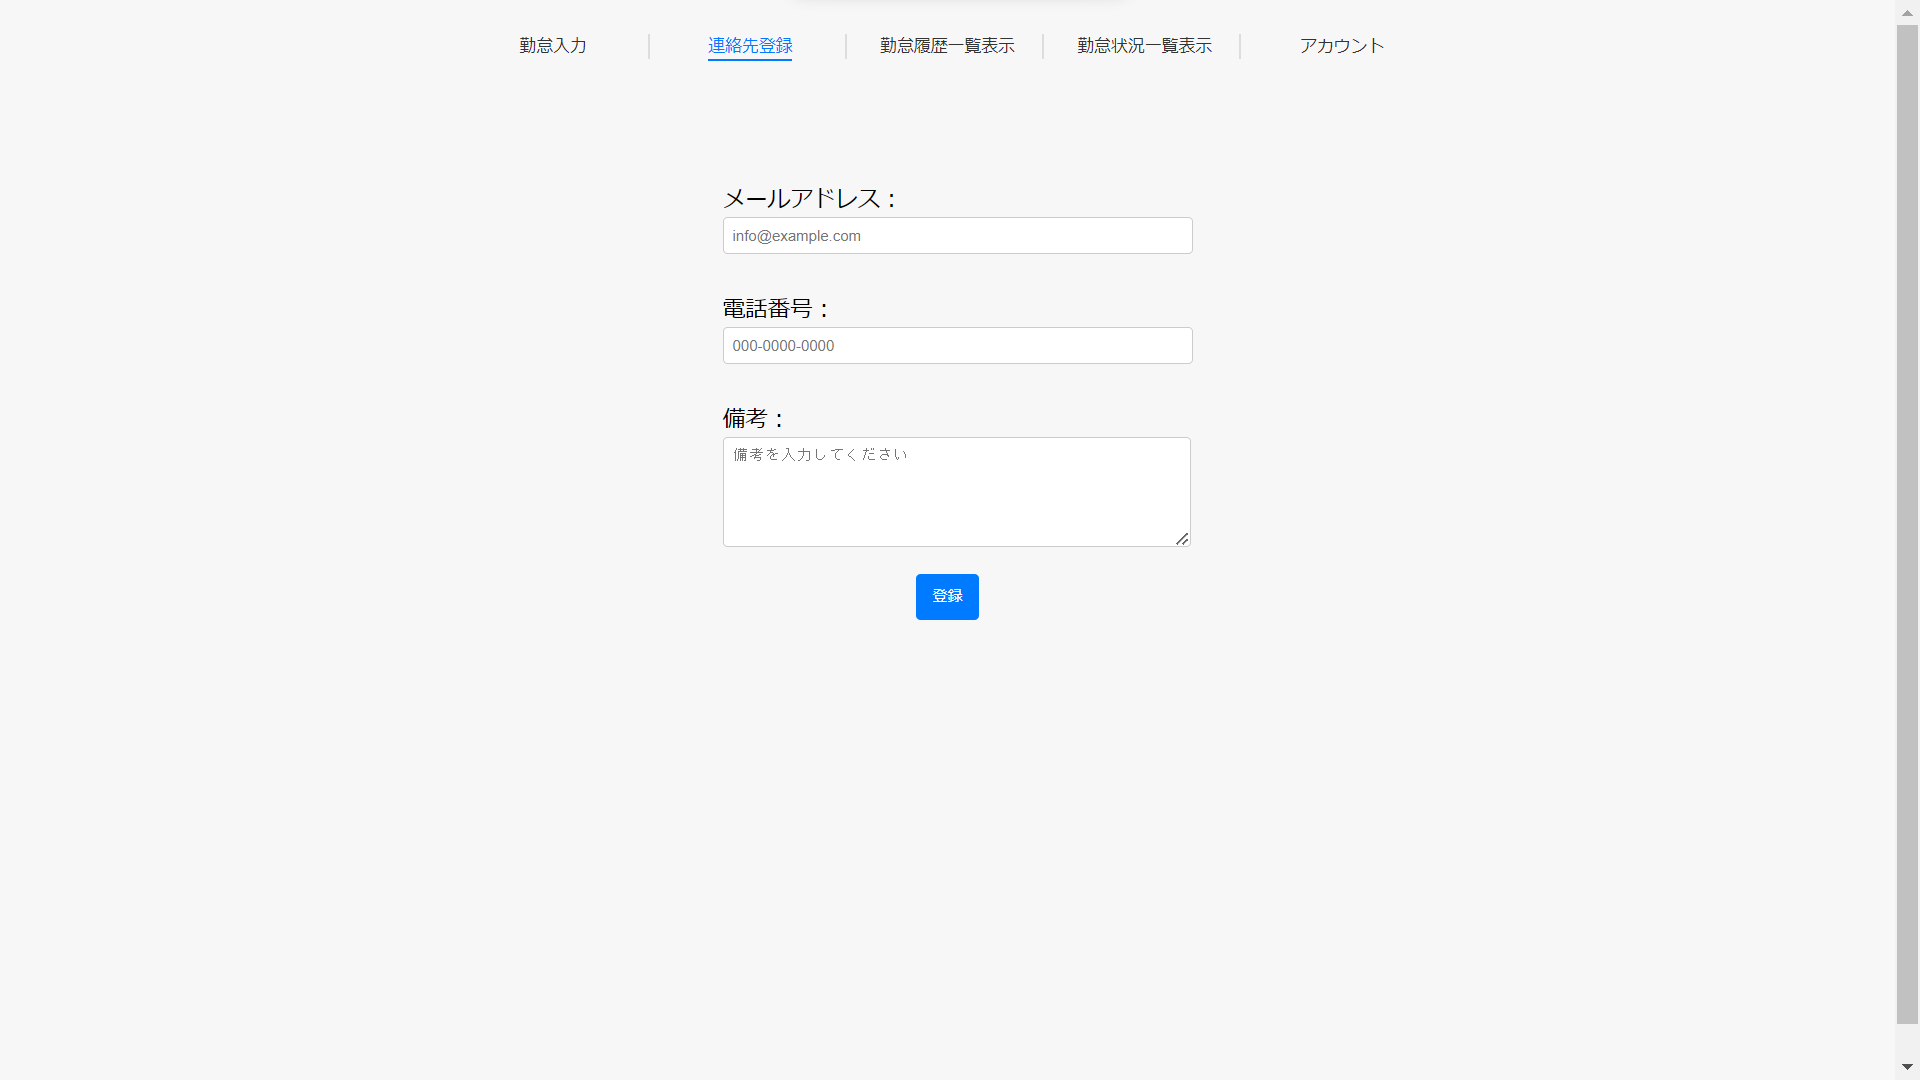 勤怠入力
連絡先登録
勤怠履歴一覧表示
勤怠状況一覧表示
アカウント
メールアドレス：
info@example.com
電話番号：
000-0000-0000
備考：
備考を入力してください
登録